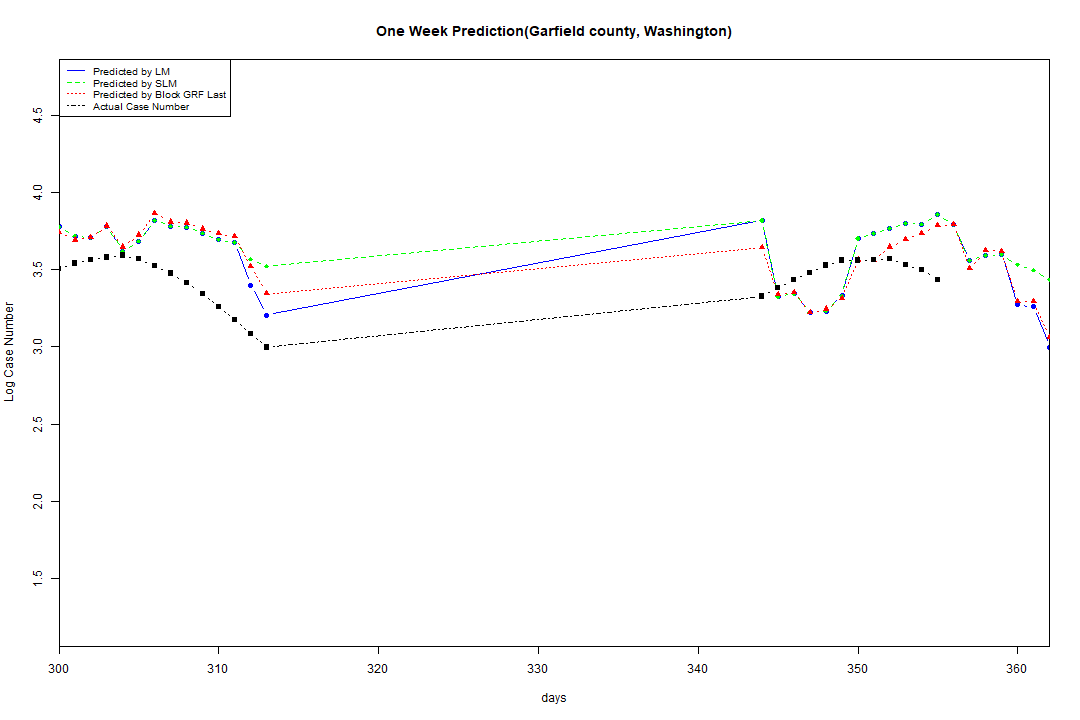 One Week Prediction(Garfield county, Washington)
Predicted by LM
Predicted by SLM
Predicted by Block GRF Last
Actual Case Number
4.5
4.0
3.5
3.0
2.5
2.0
1.5
Log Case Number
300 310 320 330 340 350 360
days